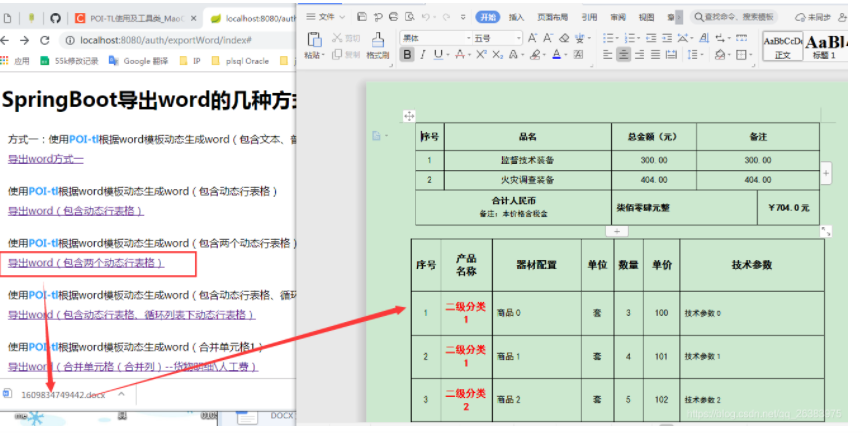 POI-TL使用及工具类_MaoC
localhost:8080/auth
localhost:8080/auth/exportWord/index#
应用
55k修改记录
Google 翻译
IP
plsql Oracle
SpringBoot导出word的几种方式
方式一：使用POI-tl根据word模板动态生成word（包含文本、
导出word方式一
使用POI-tl根据word模板动态生成word（包含动态行表格）
导出word（包含动态行表格）
使用POI-tl根据word模板动态生成word（包含两个动态行表格）
导出word（包含两个动态行表格）
使用POI-tl根据word模板动态生成word（包含动态行表格、循环
导出word（包含动态行表格、循环列表下动态行表格）
使用POI-tl根据word模板动态生成word（合并单元格1）
导出word（合并单元格（合并列）--货物明细\人工费）
1609834749442.docx
DOCX
文件
开始
插入
页面布局
引用
审阅
视图
章
查找命令、搜索模板
未同步
粘贴
剪切
复制
格式刷
黑体
五号
AaBbCcDd
正文
AaBl
标题 1
序号 品名 总金额（元） 备注
1 监督技术装备 300.00 300.00
2 火灾调查装备 404.00 404.00
合计人民币
备注：本价格含税金
柒佰零肆元整 ￥704.0元
序号 产品名称 器材配置 单位 数量 单价 技术参数
1 二级分类1 商品 0 套 3 100 技术参数 0
2 二级分类1 商品 1 套 4 101 技术参数 1
3 二级分类2 商品 2 套 5 102 技术参数 2